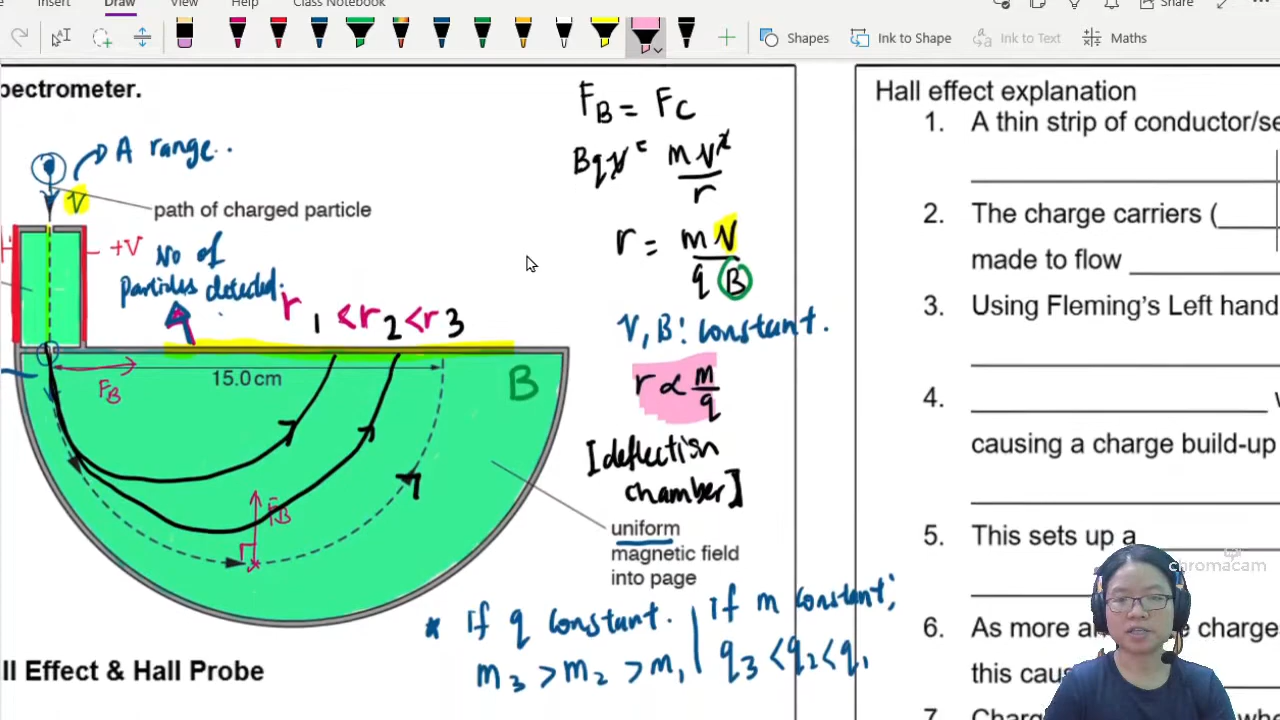 Insert Draw View Help Class Notebook Share
Shapes Ink to Shape Ink to Text Maths
pectrometer.
A range..
V
path of charged particle
+V
No of
Particles detected.
r1 < r2 < r3
FB
15.0 cm
B
FB
FB = Fc
Bqv = mv²/r
r = mV/qB
V, B: constant.
r ∝ m/q
[deflection
chamber]
uniform
magnetic field
into page
* If q constant.
m3 > m2 > m1
If m constant;
q3 < q2 < q1
ll Effect & Hall Probe
Hall effect explanation
1. A thin strip of conductor/se
2. The charge carriers (
made to flow
3. Using Fleming's Left hand
4.
causing a charge build-up
5. This sets up a
6. As more a charge
this cau
7. Charg
chromacam